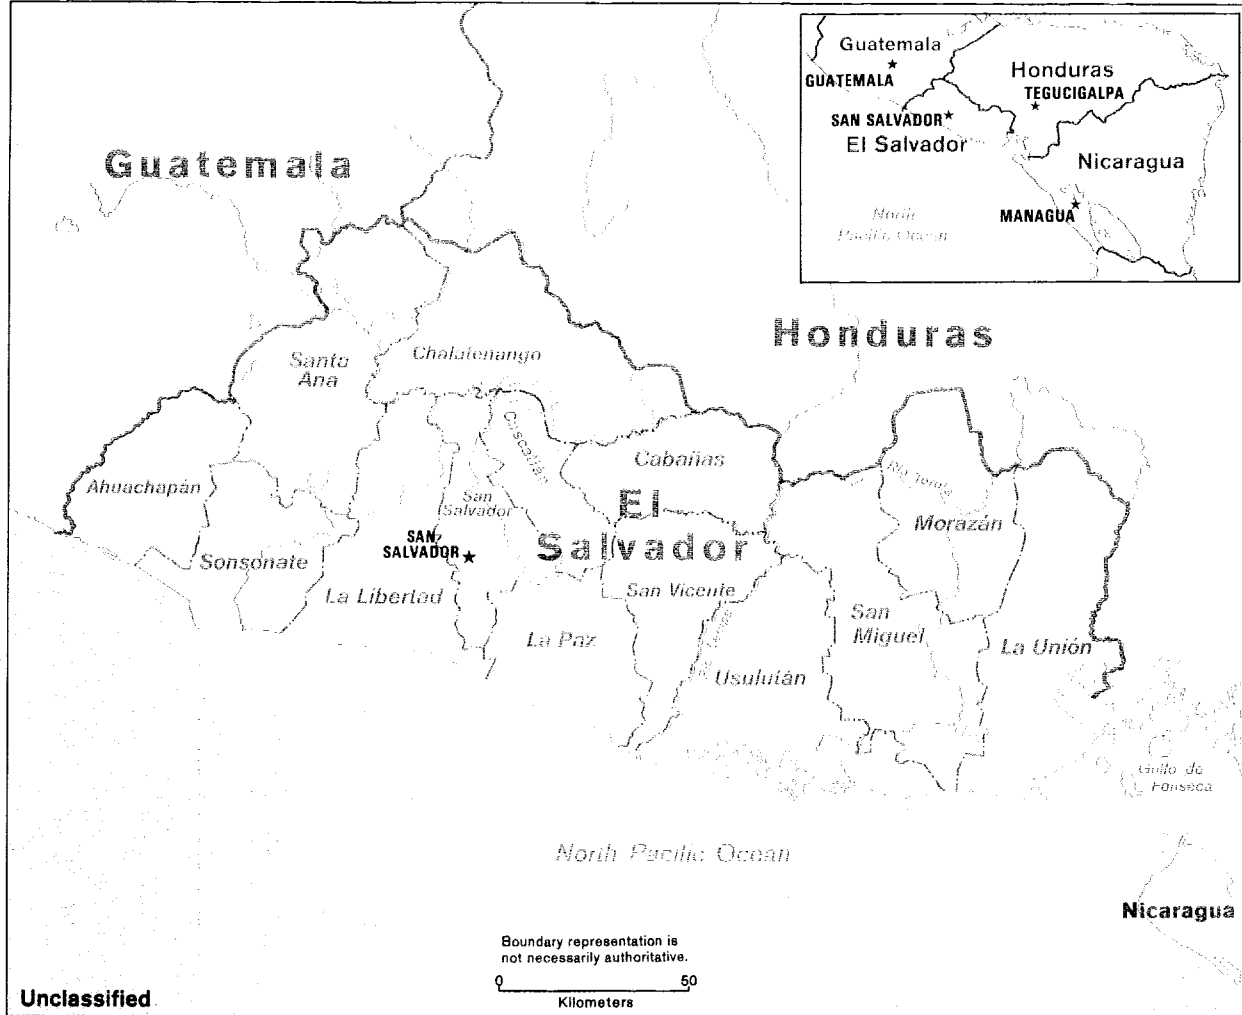 Guatemala
GUATEMALA
Honduras
TEGUCIGALPA
SAN SALVADOR
El Salvador
Nicaragua
MANAGUA
North
Pacific Ocean
Guatemala
Honduras
Santa
Ana
Chalatenango
Cuscatlán
Cabañas
Ahuachapán
San
Salvador
El
Salvador
Río Torola
Morazán
SAN
SALVADOR
Sonsonate
La Libertad
San Vicente
San
Miguel
La Paz
Lempa
Usulután
La Unión
Golfo de
Fonseca
North Pacific Ocean
Nicaragua
Boundary representation is
not necessarily authoritative.
0 50
Kilometers
Unclassified